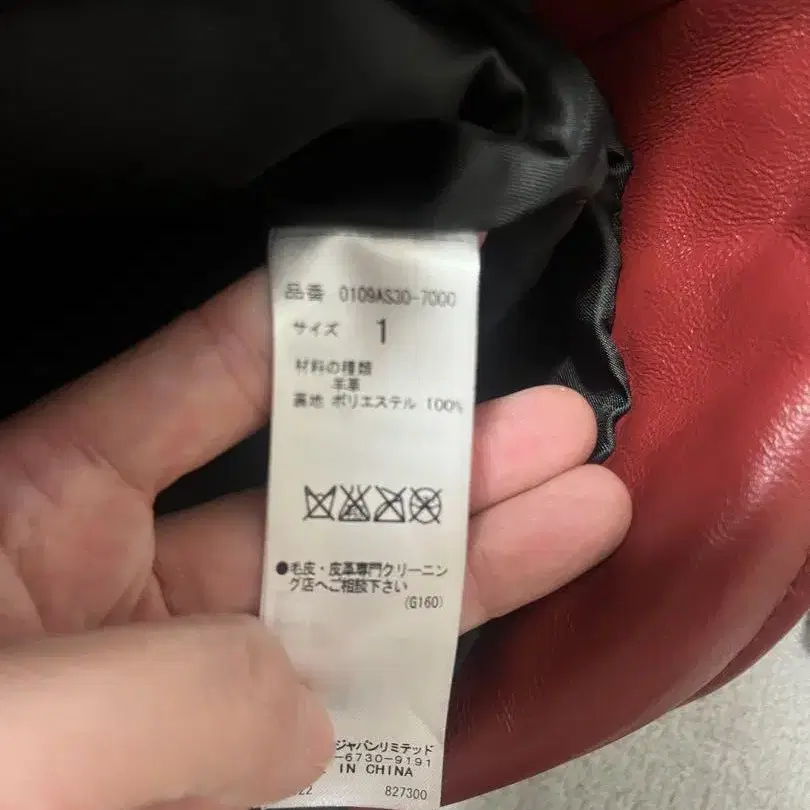 品番 0109AS30-7000
サイズ 1
材料の種類
羊革
裏地 ポリエステル 100%
●毛皮・皮革専門クリーニン
グ店へご相談下さい
(G160)
ジャパンリミテッド
-6730-9191
IN CHINA
22 827300